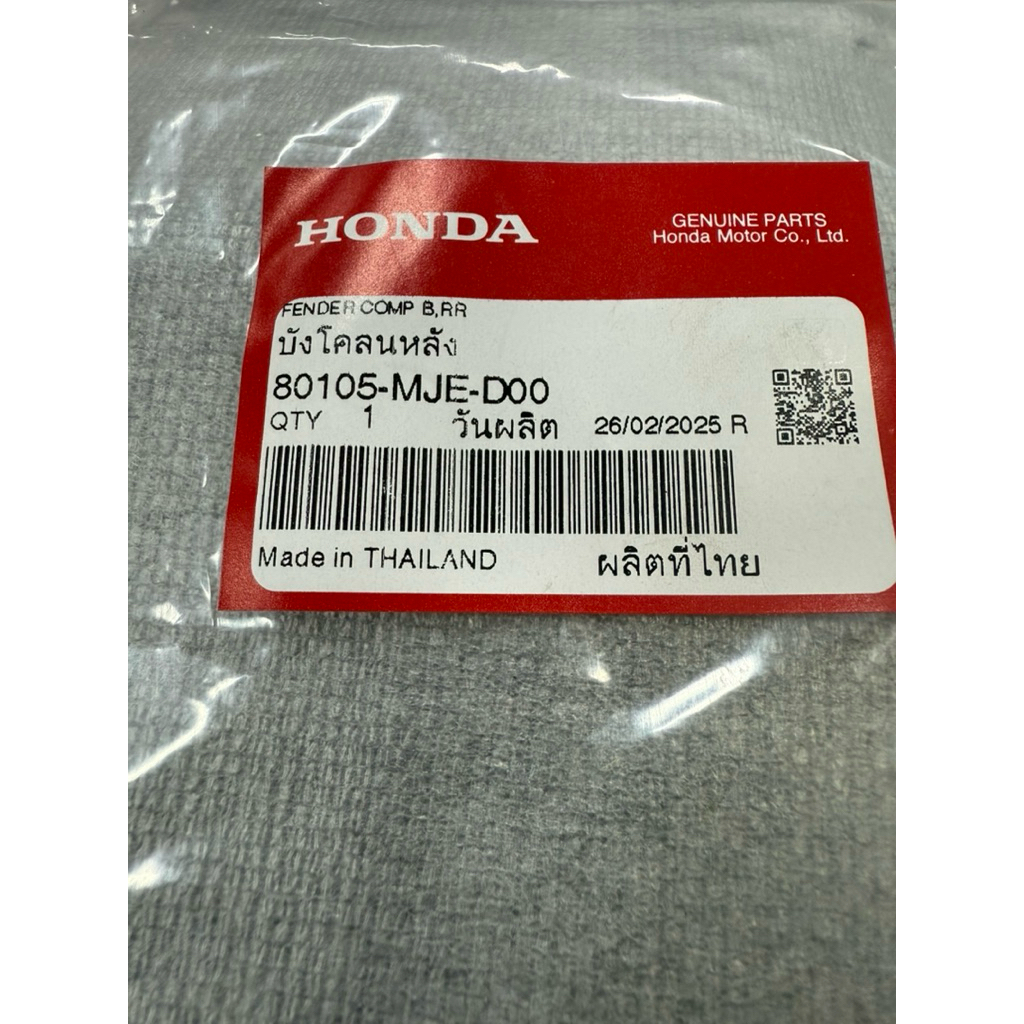 HONDA
GENUINE PARTS
Honda Motor Co., Ltd.
FENDER COMP B,RR
บังโคลนหลัง
80105-MJE-D00
QTY 1 วันผลิต 26/02/2025 R
Made in THAILAND ผลิตที่ไทย